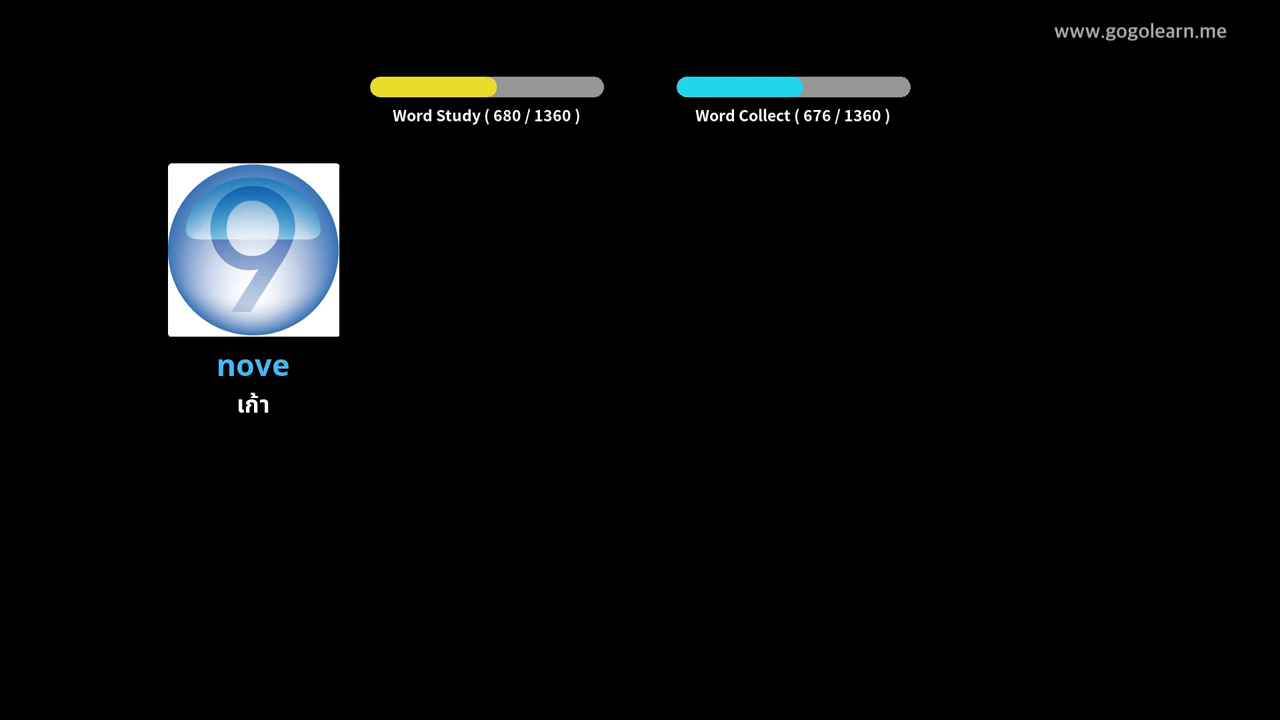 www.gogolearn.me
Word Study ( 680 / 1360 )
Word Collect ( 676 / 1360 )
9
nove
เก้า